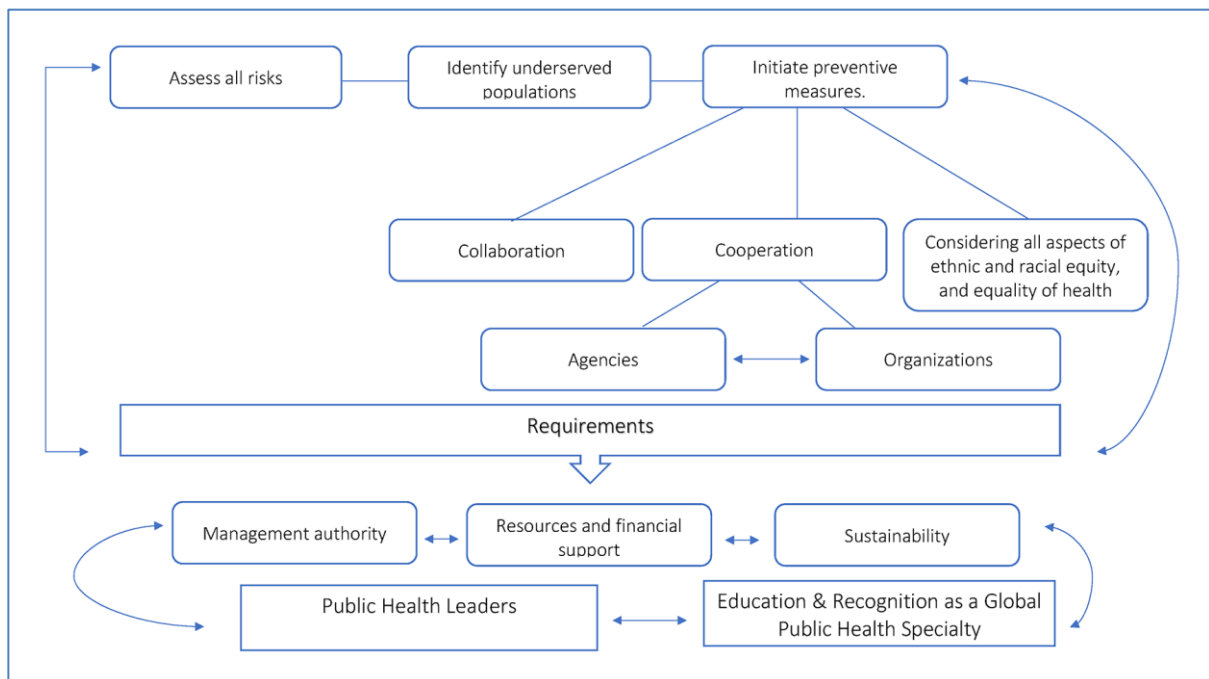 Assess all risks
Identify underserved
populations
Initiate preventive
measures.
Collaboration
Cooperation
Considering all aspects of
ethnic and racial equity,
and equality of health
Agencies
Organizations
Requirements
Management authority
Resources and financial
support
Sustainability
Public Health Leaders
Education & Recognition as a Global
Public Health Specialty